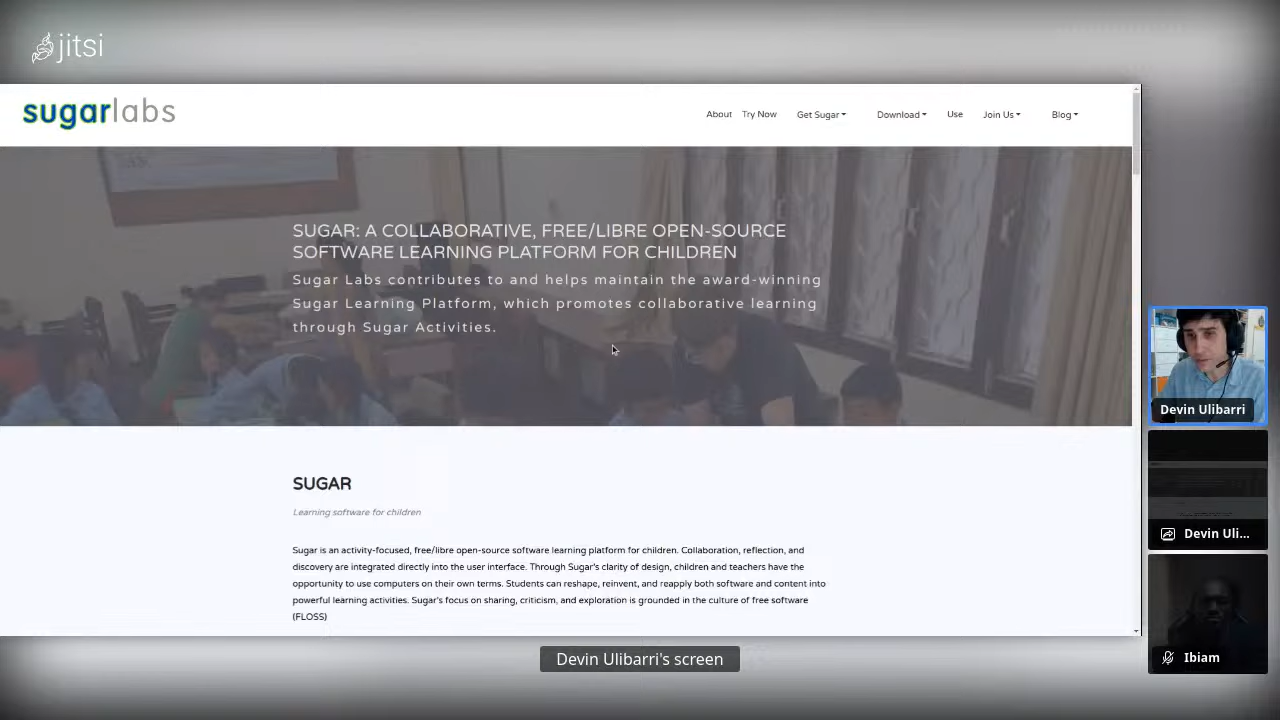 jitsi
sugarlabs
About Try Now Get Sugar Download Use Join Us Blog
SUGAR: A COLLABORATIVE, FREE/LIBRE OPEN-SOURCE
SOFTWARE LEARNING PLATFORM FOR CHILDREN
Sugar Labs contributes to and helps maintain the award-winning
Sugar Learning Platform, which promotes collaborative learning
through Sugar Activities.
SUGAR
Learning software for children
Sugar is an activity-focused, free/libre open-source software learning platform for children. Collaboration, reflection, and
discovery are integrated directly into the user interface. Through Sugar's clarity of design, children and teachers have the
opportunity to use computers on their own terms. Students can reshape, reinvent, and reapply both software and content into
powerful learning activities. Sugar's focus on sharing, criticism, and exploration is grounded in the culture of free software
(FLOSS)
Devin Ulibarri
Devin Uli...
Ibiam
Devin Ulibarri's screen